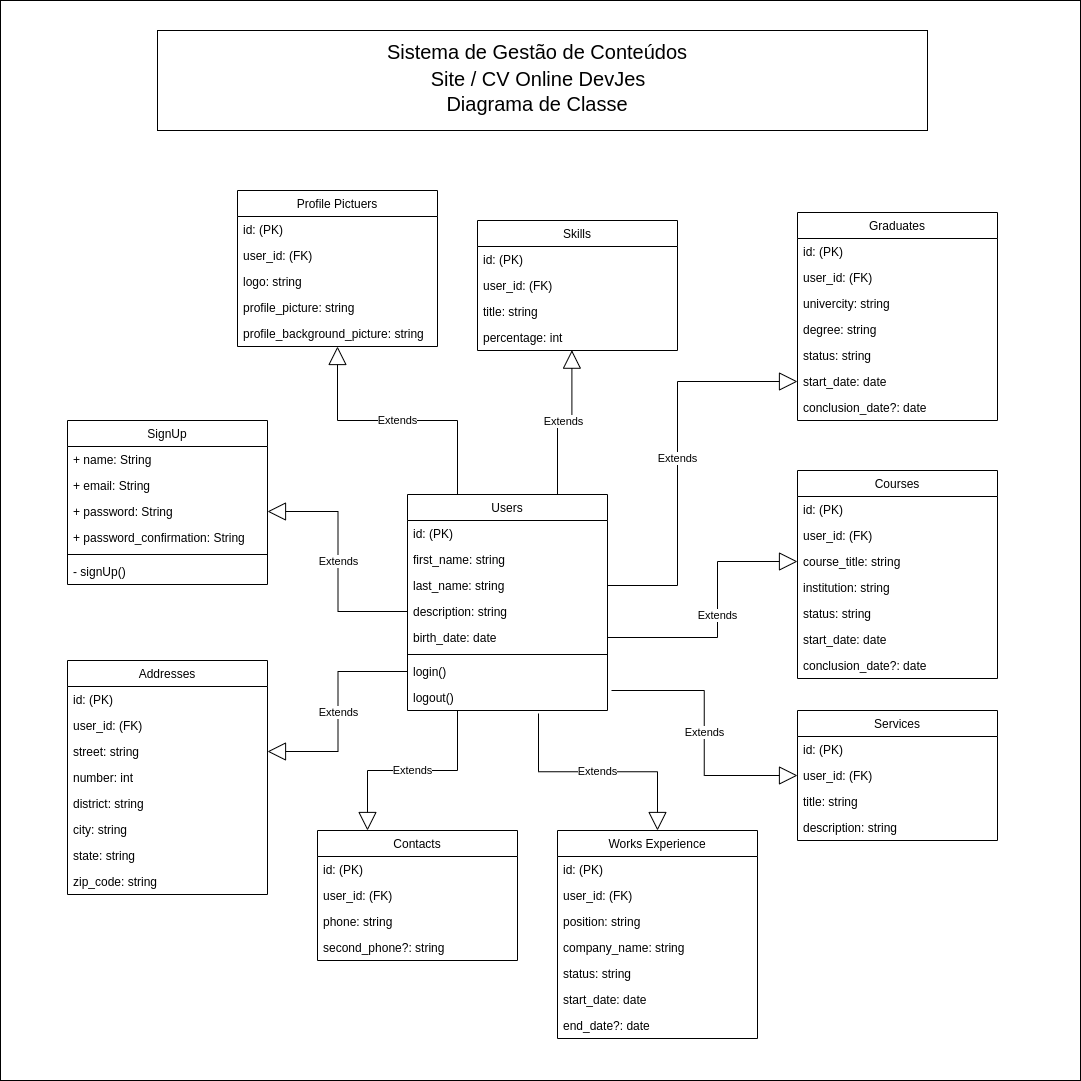 Sistema de Gestão de Conteúdos
Site / CV Online DevJes
Diagrama de Classe
Profile Pictuers
id: (PK)
user_id: (FK)
logo: string
profile_picture: string
profile_background_picture: string
Skills
id: (PK)
user_id: (FK)
title: string
percentage: int
Graduates
id: (PK)
user_id: (FK)
univercity: string
degree: string
status: string
start_date: date
conclusion_date?: date
Extends
Extends
Extends
SignUp
+ name: String
+ email: String
+ password: String
+ password_confirmation: String
- signUp()
Extends
Users
id: (PK)
first_name: string
last_name: string
description: string
birth_date: date
login()
logout()
Extends
Courses
id: (PK)
user_id: (FK)
course_title: string
institution: string
status: string
start_date: date
conclusion_date?: date
Addresses
id: (PK)
user_id: (FK)
street: string
number: int
district: string
city: string
state: string
zip_code: string
Extends
Extends
Services
id: (PK)
user_id: (FK)
title: string
description: string
Extends
Extends
Contacts
id: (PK)
user_id: (FK)
phone: string
second_phone?: string
Works Experience
id: (PK)
user_id: (FK)
position: string
company_name: string
status: string
start_date: date
end_date?: date